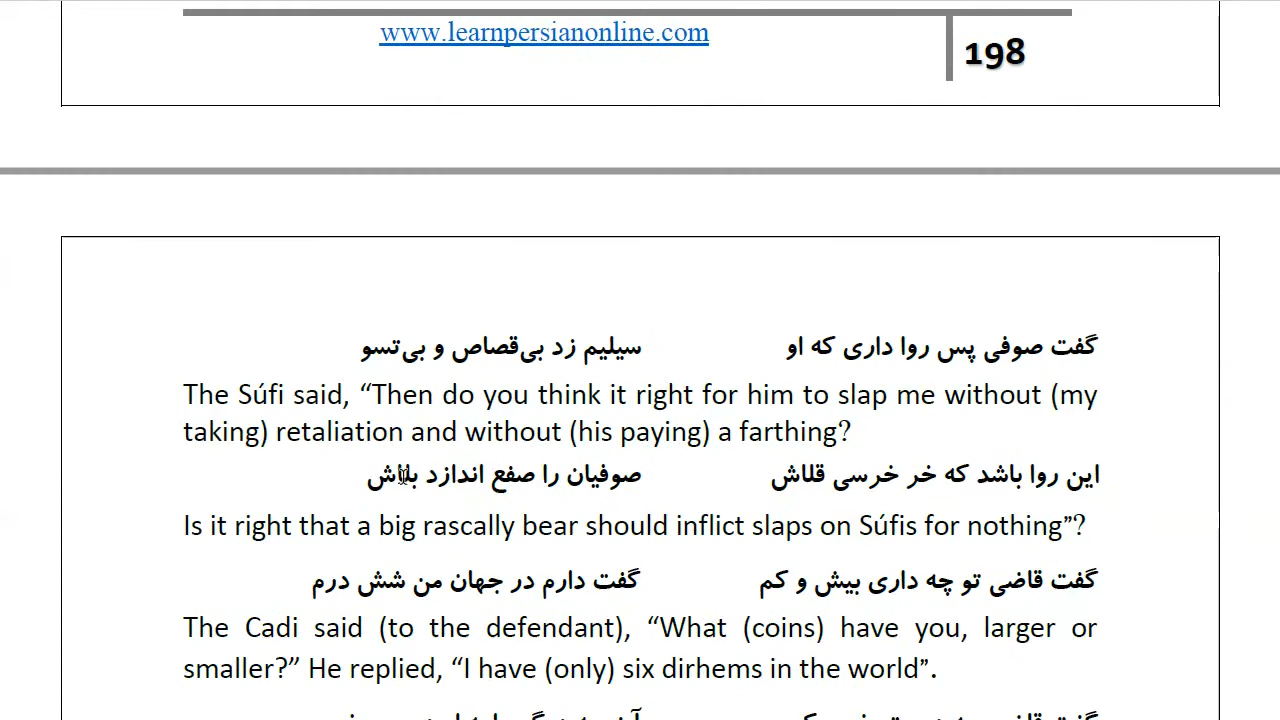 www.learnpersianonline.com
198
گفت صوفی پس روا داری که او سیلیم زد بی‌قصاص و بی‌تسو
The Súfi said, “Then do you think it right for him to slap me without (my
taking) retaliation and without (his paying) a farthing?
این روا باشد که خر خرسی قلاش صوفیان را صفع اندازد بلاش
Is it right that a big rascally bear should inflict slaps on Súfis for nothing”?
گفت قاضی تو چه داری بیش و کم گفت دارم در جهان من شش درم
The Cadi said (to the defendant), “What (coins) have you, larger or
smaller?” He replied, “I have (only) six dirhems in the world”.